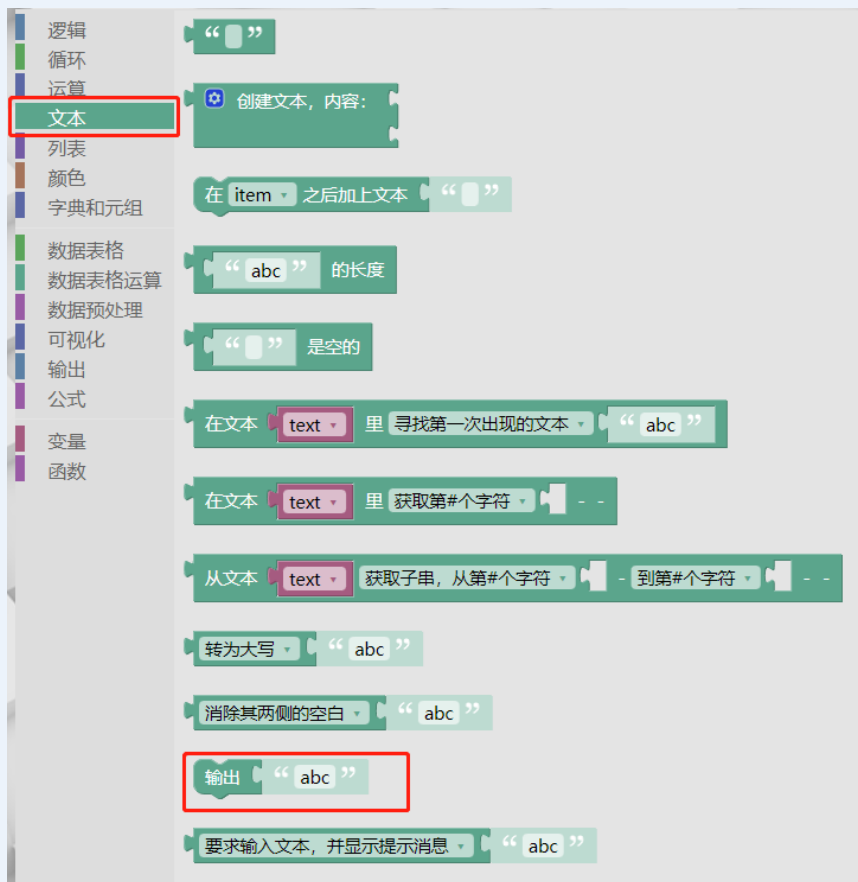 逻辑
循环
运算
文本
列表
颜色
字典和元组
数据表格
数据表格运算
数据预处理
可视化
输出
公式
变量
函数
“ ”
创建文本，内容：
在 item 之后加上文本 “ ”
“ abc ” 的长度
“ ” 是空的
在文本 text 里 寻找第一次出现的文本 “ abc ”
在文本 text 里 获取第#个字符 - -
从文本 text 获取子串，从第#个字符 - 到第#个字符 - -
转为大写 “ abc ”
消除其两侧的空白 “ abc ”
输出 “ abc ”
要求输入文本，并显示提示消息 “ abc ”